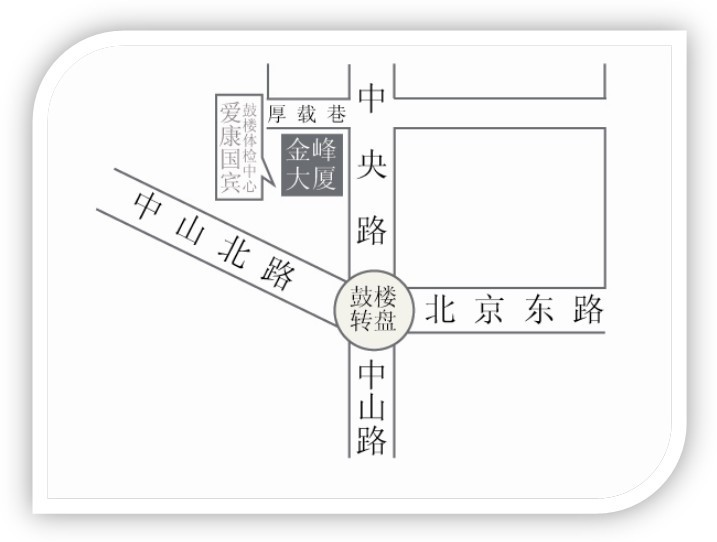 中央路
厚载巷
爱康国宾
鼓楼体检中心
金峰
大厦
中山北路
鼓楼
转盘
北京东路
中山路